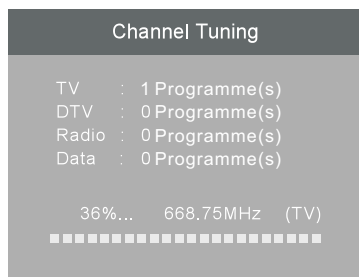 Channel Tuning
TV : 1 Programme(s)
DTV : 0 Programme(s)
Radio : 0 Programme(s)
Data : 0 Programme(s)
36%... 668.75MHz (TV)